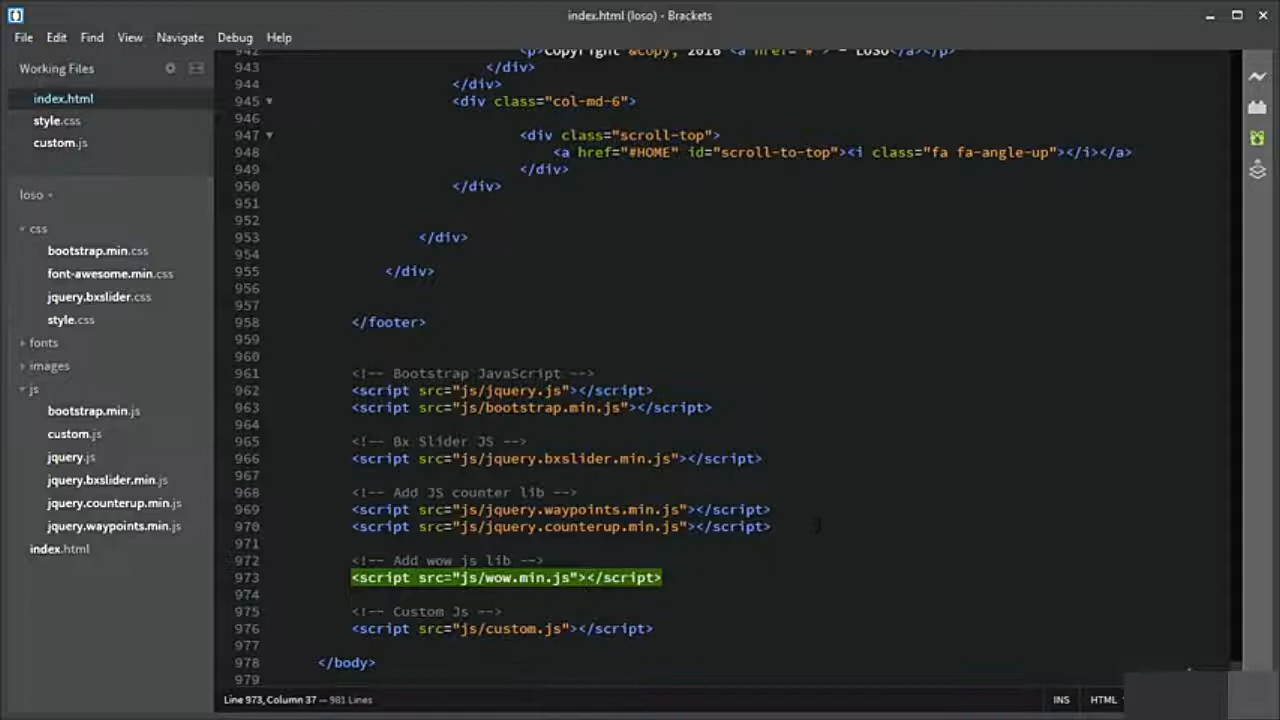 index.html (loso) - Brackets
File Edit Find View Navigate Debug Help
Working Files
index.html
style.css
custom.js
loso
css
bootstrap.min.css
font-awesome.min.css
jquery.bxslider.css
style.css
fonts
images
js
bootstrap.min.js
custom.js
jquery.js
jquery.bxslider.min.js
jquery.counterup.min.js
jquery.waypoints.min.js
index.html
942 <p>Copyright &copy, 2016 <a href="#"> - LOSO</a></p>
943 </div>
944 </div>
945 <div class="col-md-6">
946
947 <div class="scroll-top">
948 <a href="#HOME" id="scroll-to-top"><i class="fa fa-angle-up"></i></a>
949 </div>
950 </div>
951
952
953 </div>
954
955 </div>
956
957
958 </footer>
959
960
961 <!-- Bootstrap JavaScript -->
962 <script src="js/jquery.js"></script>
963 <script src="js/bootstrap.min.js"></script>
964
965 <!-- Bx Slider JS -->
966 <script src="js/jquery.bxslider.min.js"></script>
967
968 <!-- Add JS counter lib -->
969 <script src="js/jquery.waypoints.min.js"></script>
970 <script src="js/jquery.counterup.min.js"></script>
971
972 <!-- Add wow js lib -->
973 <script src="js/wow.min.js"></script>
974
975 <!-- Custom Js -->
976 <script src="js/custom.js"></script>
977
978 </body>
979
Line 973, Column 37 — 981 Lines
INS HTML